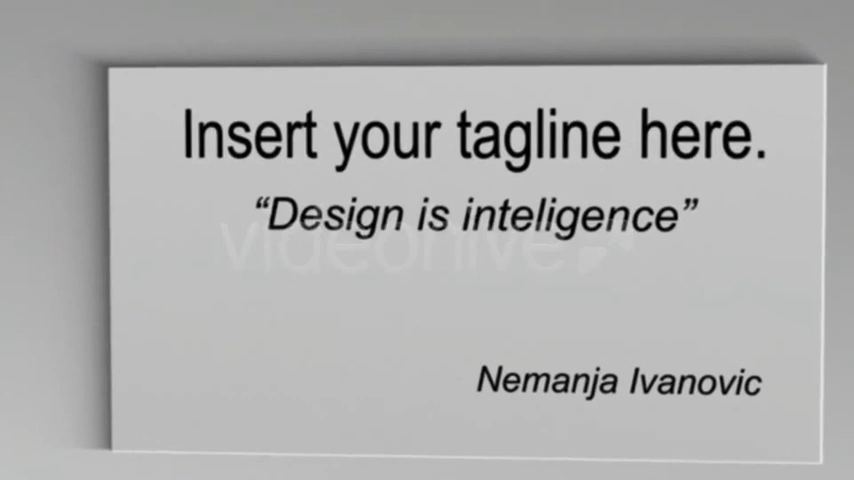 Insert your tagline here.
“Design is inteligence”
videohive
Nemanja Ivanovic